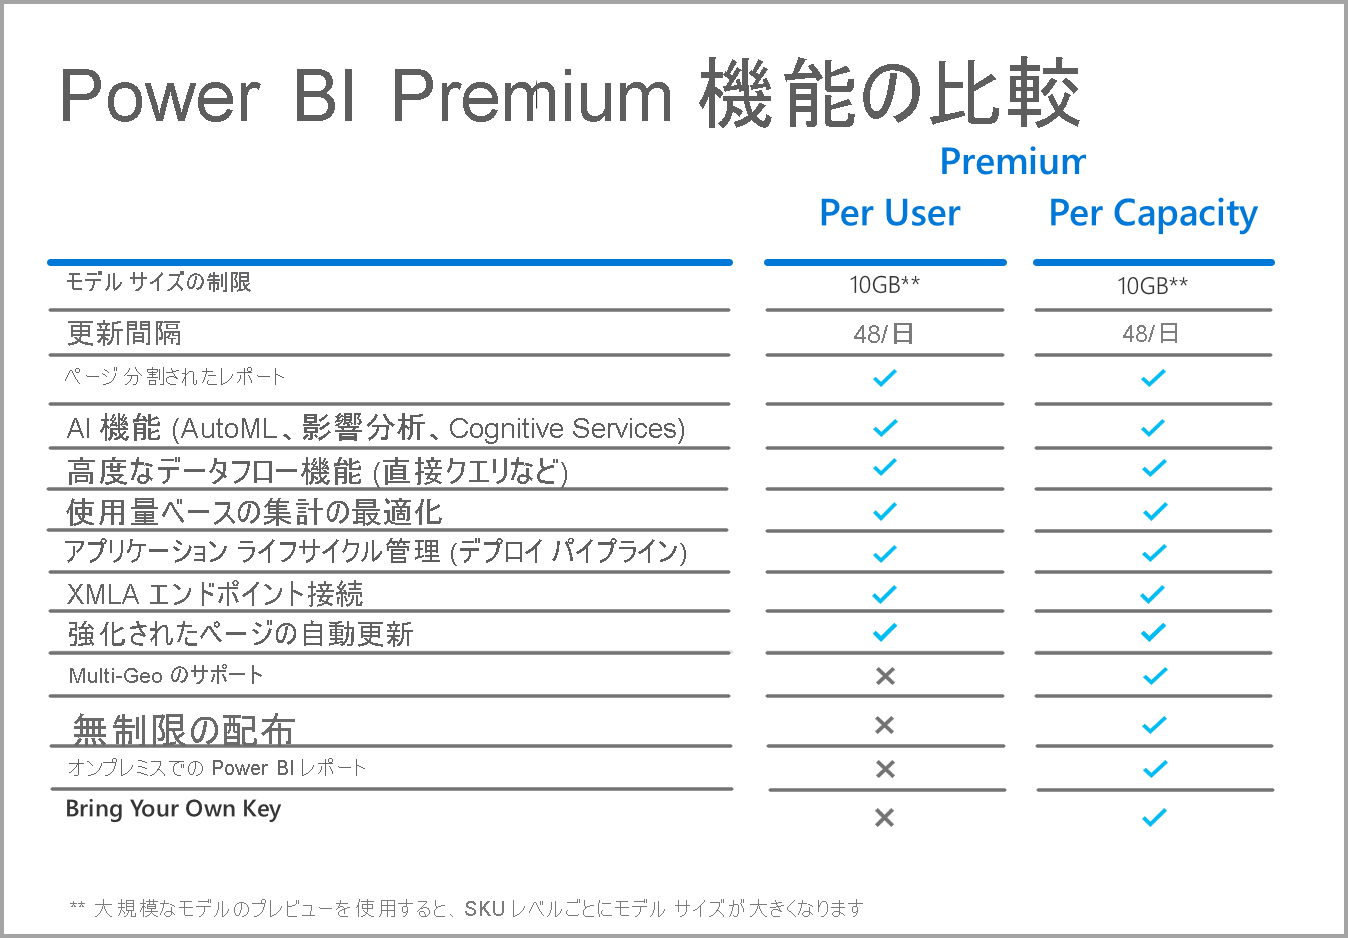 Power BI Premium 機能の比較
Premium
Per User Per Capacity
モデル サイズの制限 10GB** 10GB**
更新間隔 48/日 48/日
ページ分割されたレポート
AI 機能 (AutoML、影響分析、Cognitive Services)
高度なデータフロー機能 (直接クエリなど)
使用量ベースの集計の最適化
アプリケーション ライフサイクル管理 (デプロイ パイプライン)
XMLA エンドポイント接続
強化されたページの自動更新
Multi-Geo のサポート
無制限の配布
オンプレミスでの Power BI レポート
Bring Your Own Key
** 大規模なモデルのプレビューを使用すると、SKU レベルごとにモデル サイズが大きくなります